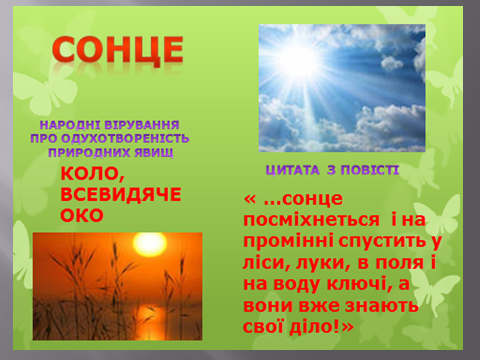 СОНЦЕ
НАРОДНІ ВІРУВАННЯ
ПРО ОДУХОТВОРЕНІСТЬ
ПРИРОДНИХ ЯВИЩ
КОЛО,
ВСЕВИДЯЧЕ
ОКО
ЦИТАТА З ПОВІСТІ
« …сонце
посміхнеться і на
промінні спустить у
ліси, луки, в поля і
на воду ключі, а
вони вже знають
свої діло!»